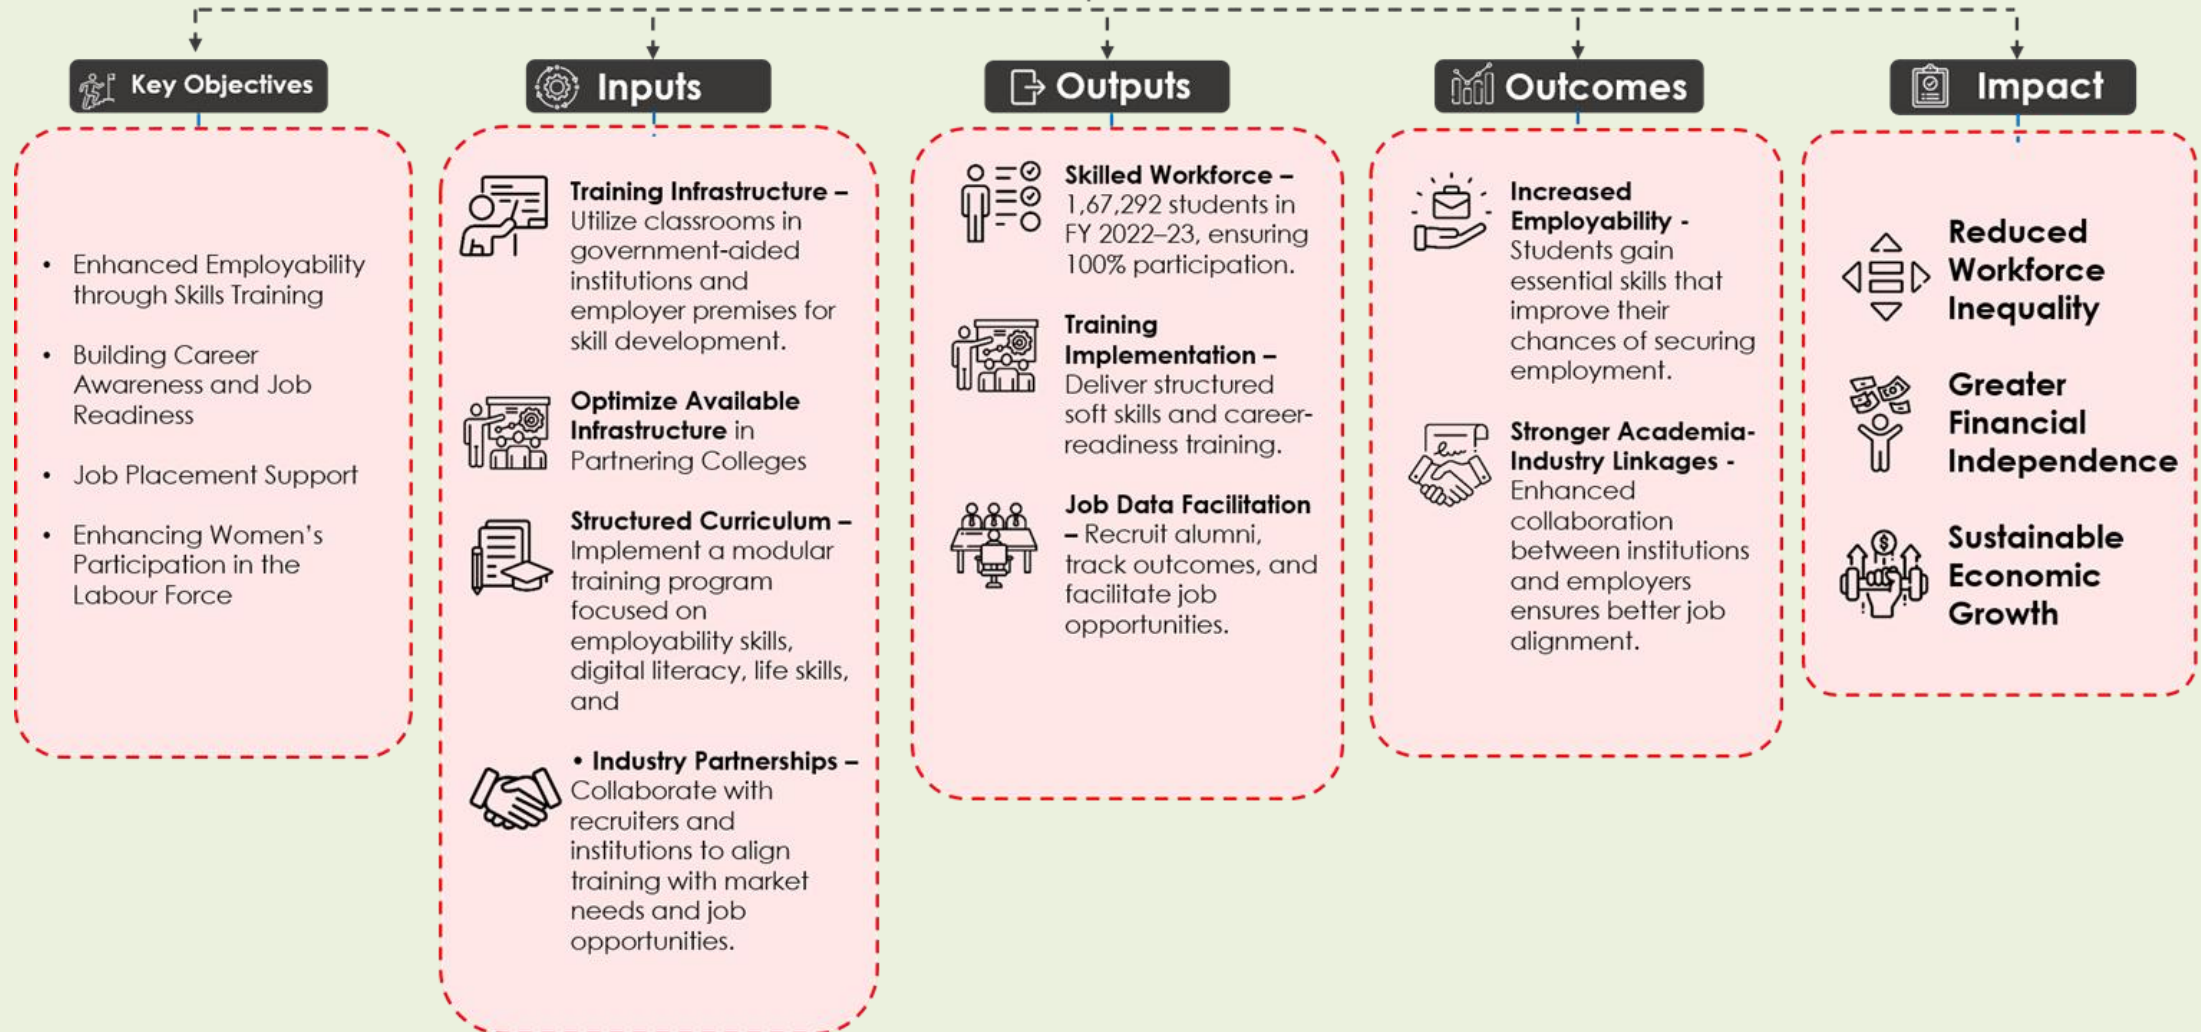 Key Objectives
• Enhanced Employability
through Skills Training
• Building Career
Awareness and Job
Readiness
• Job Placement Support
• Enhancing Women's
Participation in the
Labour Force
Inputs
Training Infrastructure –
Utilize classrooms in
government-aided
institutions and
employer premises for
skill development.
Optimize Available
Infrastructure in
Partnering Colleges
Structured Curriculum –
Implement a modular
training program
focused on
employability skills,
digital literacy, life skills,
and
• Industry Partnerships –
Collaborate with
recruiters and
institutions to align
training with market
needs and job
opportunities.
Outputs
Skilled Workforce –
1,67,292 students in
FY 2022–23, ensuring
100% participation.
Training
Implementation –
Deliver structured
soft skills and career-
readiness training.
Job Data Facilitation
– Recruit alumni,
track outcomes, and
facilitate job
opportunities.
Outcomes
Increased
Employability -
Students gain
essential skills that
improve their
chances of securing
employment.
Stronger Academia-
Industry Linkages -
Enhanced
collaboration
between institutions
and employers
ensures better job
alignment.
Impact
Reduced
Workforce
Inequality
Greater
Financial
Independence
Sustainable
Economic
Growth